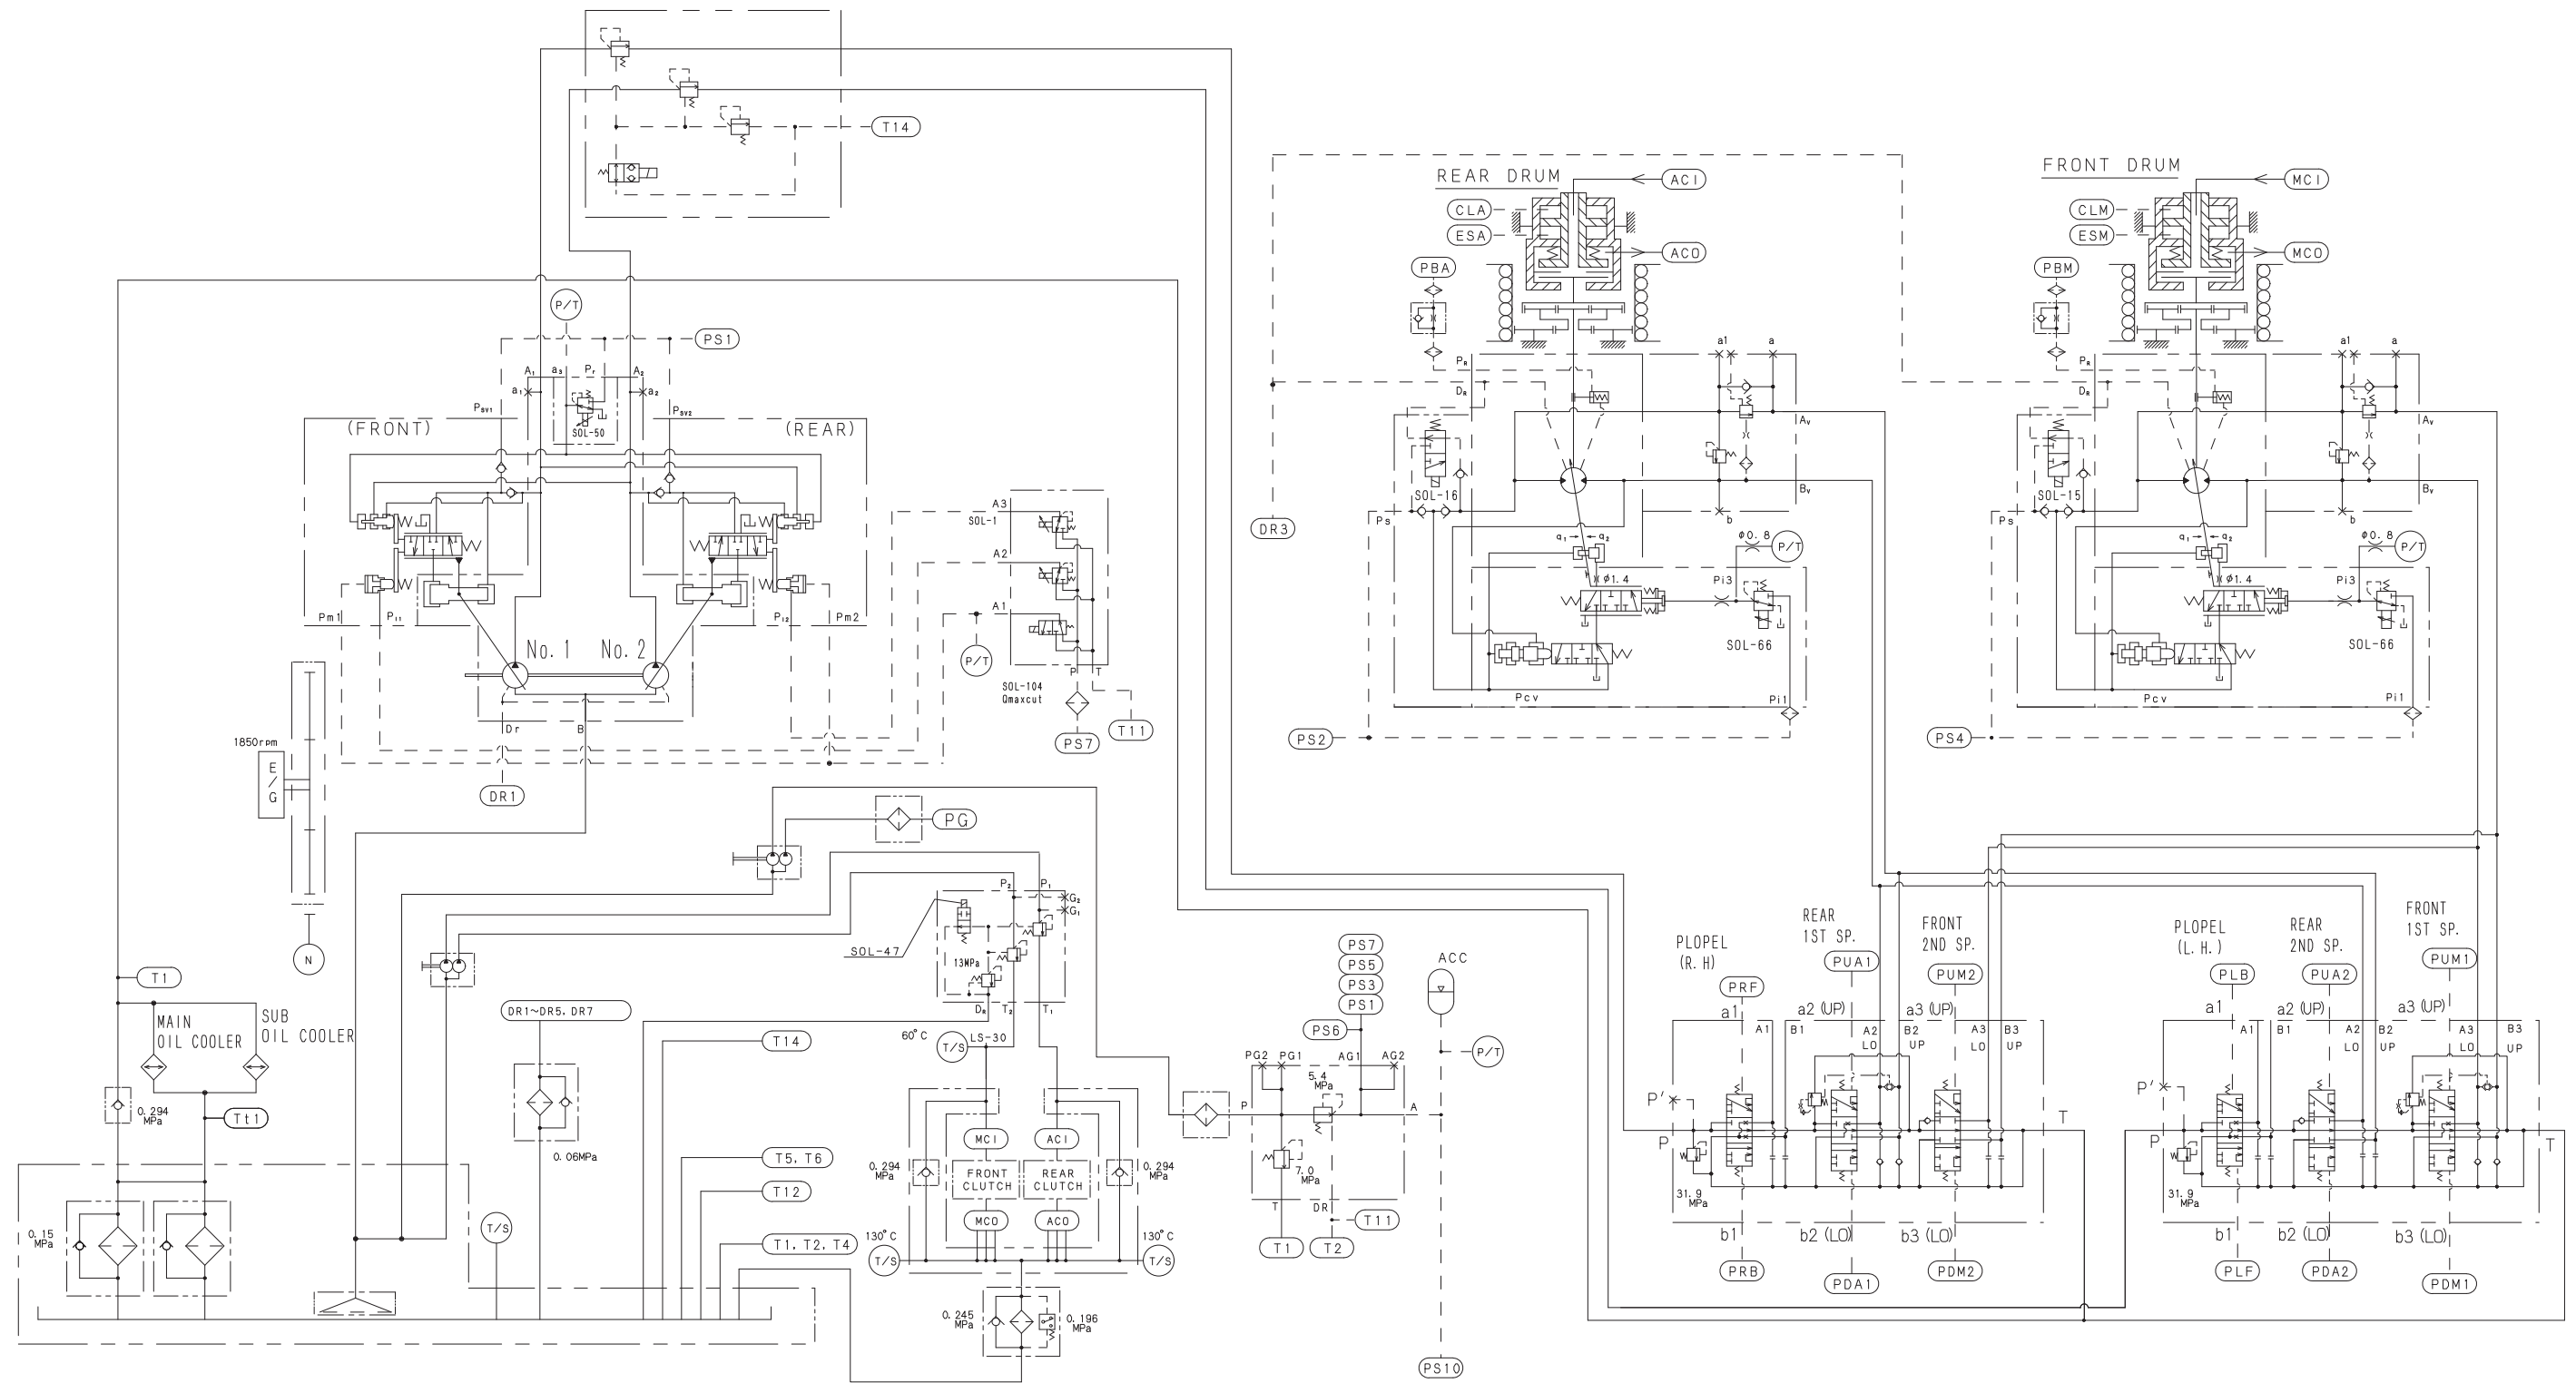 T14
REAR DRUM
ACI
CLA
ESA
ACO
PBA
FRONT DRUM
MCI
CLM
ESM
MCO
PBM
P/T
PS1
A1
a3
Pr
A2
a1
a2
PSV1
PSV2
SOL-50
(FRONT)
(REAR)
Pm1
P11
P12
Pm2
No. 1
No. 2
Dr
B
DR1
A3
SOL-1
A2
A1
P/T
P
T
SOL-104
Qmaxcut
T11
PS7
1850rpm
E
/
G
N
PR
DR
a1
a
AV
BV
SOL-16
PS
b
DR3
q1
q2
φ0.8
P/T
φ1.4
Pi3
SOL-66
Pcv
Pi1
PS2
PR
DR
a1
a
AV
BV
SOL-15
PS
b
q1
q2
φ0.8
P/T
φ1.4
Pi3
SOL-66
Pcv
Pi1
PS4
PG
P2
P1
G2
G1
SOL-47
13MPa
DR
T2
T1
T1
MAIN
OIL COOLER
SUB
OIL COOLER
0.294
MPa
Tt1
DR1~DR5. DR7
0.06MPa
0.15
MPa
T/S
T14
T5, T6
T12
T1, T2, T4
60°C
T/S
LS-30
MCI
ACI
0.294
MPa
FRONT
CLUTCH
REAR
CLUTCH
0.294
MPa
MCO
ACO
130°C
T/S
130°C
T/S
0.245
MPa
0.196
MPa
PS7
PS5
PS3
PS1
PS6
ACC
P/T
PG2
PG1
AG1
AG2
5.4
MPa
P
A
7.0
MPa
T
DR
T11
T1
T2
PS10
PLOPEL
(R.H)
REAR
1ST SP.
FRONT
2ND SP.
PRF
PUA1
PUM2
a1
a2(UP)
a3(UP)
A1
B1
A2
LO
B2
UP
A3
LO
B3
UP
P'
P
T
31.9
MPa
b1
b2(LO)
b3(LO)
PRB
PDA1
PDM2
PLOPEL
(L.H.)
REAR
2ND SP.
FRONT
1ST SP.
PLB
PUA2
PUM1
a1
a2(UP)
a3(UP)
A1
B1
A2
LO
B2
UP
A3
LO
B3
UP
P'
P
T
31.9
MPa
b1
b2(LO)
b3(LO)
PLF
PDA2
PDM1